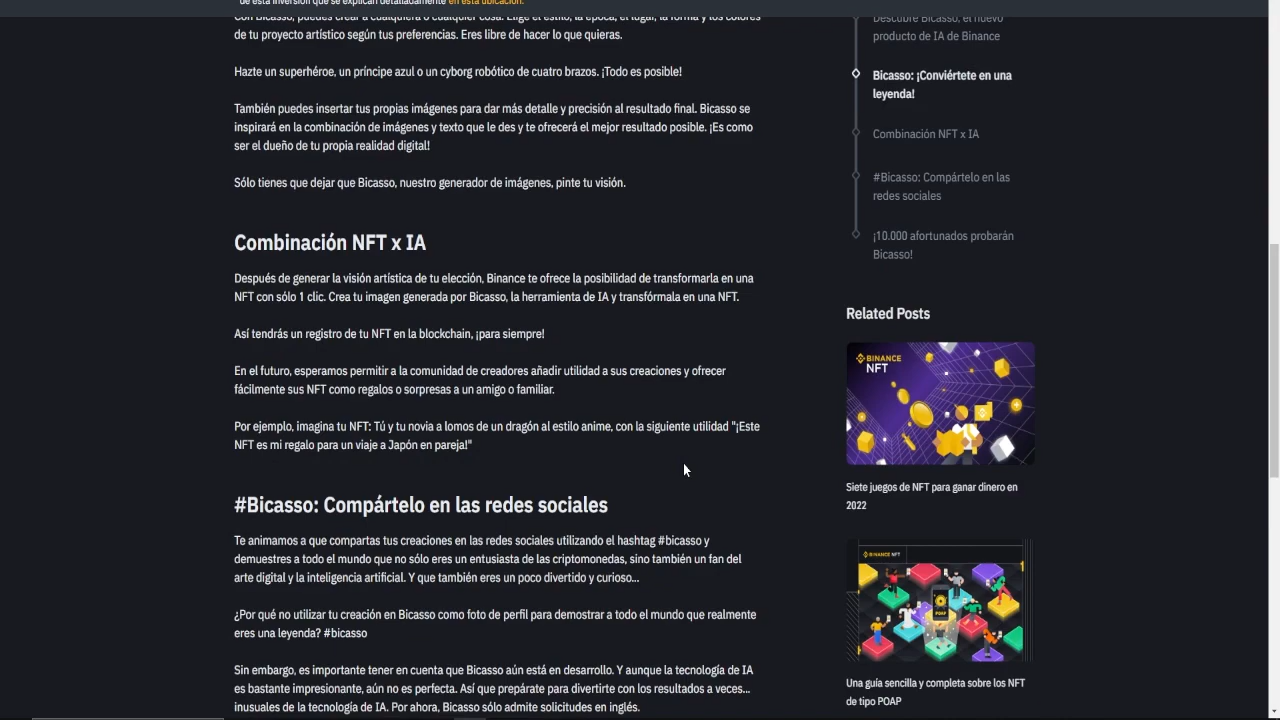 de esta inversión que se explican detalladamente en esta ubicación.
Con Bicasso, puedes crear a cualquiera o cualquier cosa. Elige el estilo, la época, el lugar, la forma y los colores
de tu proyecto artístico según tus preferencias. Eres libre de hacer lo que quieras.
Hazte un superhéroe, un príncipe azul o un cyborg robótico de cuatro brazos. ¡Todo es posible!
También puedes insertar tus propias imágenes para dar más detalle y precisión al resultado final. Bicasso se
inspirará en la combinación de imágenes y texto que le des y te ofrecerá el mejor resultado posible. ¡Es como
ser el dueño de tu propia realidad digital!
Sólo tienes que dejar que Bicasso, nuestro generador de imágenes, pinte tu visión.
Combinación NFT x IA
Después de generar la visión artística de tu elección, Binance te ofrece la posibilidad de transformarla en una
NFT con sólo 1 clic. Crea tu imagen generada por Bicasso, la herramienta de IA y transfórmala en una NFT.
Así tendrás un registro de tu NFT en la blockchain, ¡para siempre!
En el futuro, esperamos permitir a la comunidad de creadores añadir utilidad a sus creaciones y ofrecer
fácilmente sus NFT como regalos o sorpresas a un amigo o familiar.
Por ejemplo, imagina tu NFT: Tú y tu novia a lomos de un dragón al estilo anime, con la siguiente utilidad "¡Este
NFT es mi regalo para un viaje a Japón en pareja!"
#Bicasso: Compártelo en las redes sociales
Te animamos a que compartas tus creaciones en las redes sociales utilizando el hashtag #bicasso y
demuestres a todo el mundo que no sólo eres un entusiasta de las criptomonedas, sino también un fan del
arte digital y la inteligencia artificial. Y que también eres un poco divertido y curioso...
¿Por qué no utilizar tu creación en Bicasso como foto de perfil para demostrar a todo el mundo que realmente
eres una leyenda? #bicasso
Sin embargo, es importante tener en cuenta que Bicasso aún está en desarrollo. Y aunque la tecnología de IA
es bastante impresionante, aún no es perfecta. Así que prepárate para divertirte con los resultados a veces...
inusuales de la tecnología de IA. Por ahora, Bicasso sólo admite solicitudes en inglés.
Descubre Bicasso, el nuevo
producto de IA de Binance
Bicasso: ¡Conviértete en una
leyenda!
Combinación NFT x IA
#Bicasso: Compártelo en las
redes sociales
¡10.000 afortunados probarán
Bicasso!
Related Posts
BINANCE
NFT
Siete juegos de NFT para ganar dinero en
2022
BINANCE NFT
POAP
Una guía sencilla y completa sobre los NFT
de tipo POAP